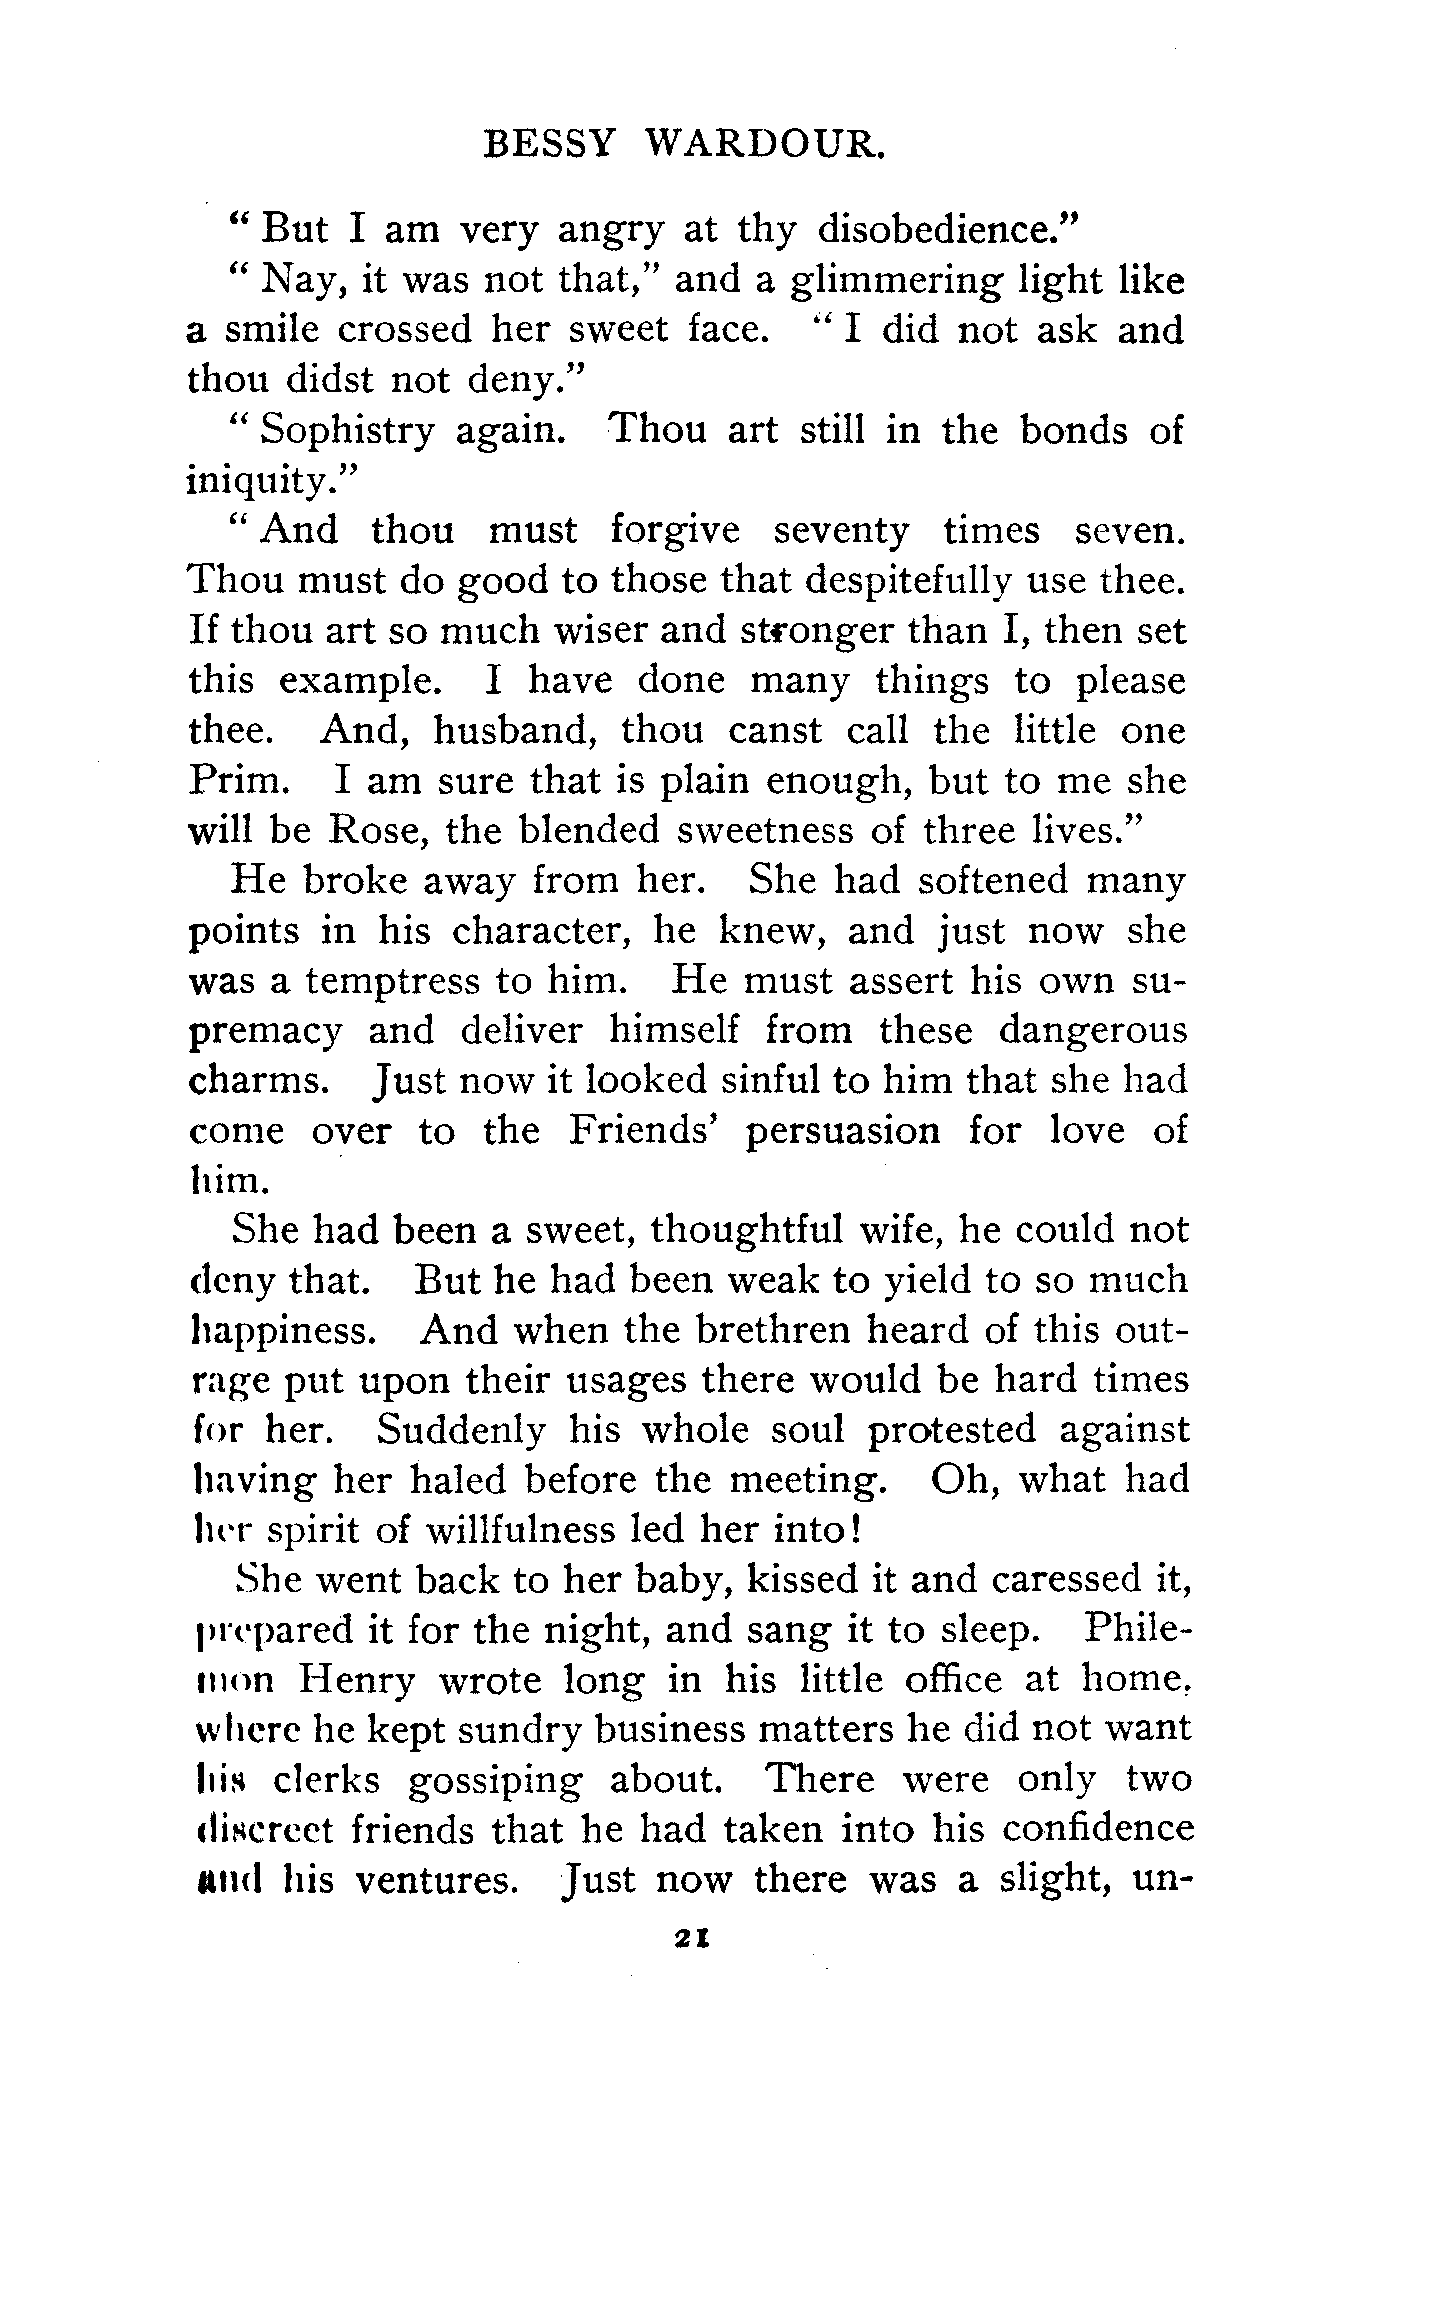 BESSY WARDOUR.
“ But I am very angry at thy disobedience.”
“ Nay, it was not that,” and a glimmering light like
a smile crossed her sweet face. “ I did not ask and
thou didst not deny.”
“ Sophistry again. Thou art still in the bonds of
iniquity.”
“ And thou must forgive seventy times seven.
Thou must do good to those that despitefully use thee.
If thou art so much wiser and stronger than I, then set
this example. I have done many things to please
thee. And, husband, thou canst call the little one
Prim. I am sure that is plain enough, but to me she
will be Rose, the blended sweetness of three lives.”
He broke away from her. She had softened many
points in his character, he knew, and just now she
was a temptress to him. He must assert his own su-
premacy and deliver himself from these dangerous
charms. Just now it looked sinful to him that she had
come over to the Friends’ persuasion for love of
him.
She had been a sweet, thoughtful wife, he could not
deny that. But he had been weak to yield to so much
happiness. And when the brethren heard of this out-
rage put upon their usages there would be hard times
for her. Suddenly his whole soul protested against
having her haled before the meeting. Oh, what had
her spirit of willfulness led her into!
She went back to her baby, kissed it and caressed it,
prepared it for the night, and sang it to sleep. Phile-
mon Henry wrote long in his little office at home,
where he kept sundry business matters he did not want
his clerks gossiping about. There were only two
discreet friends that he had taken into his confidence
and his ventures. Just now there was a slight, un-
21